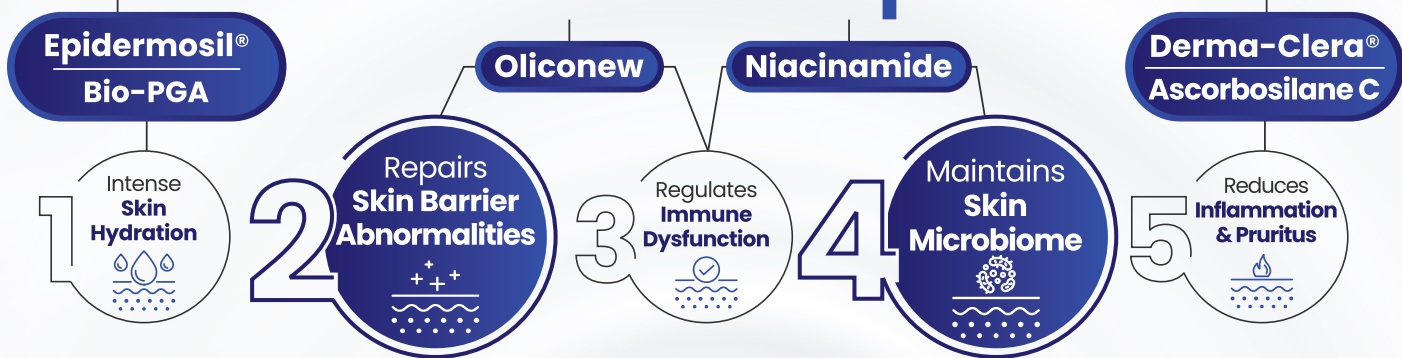 Epidermosil®
Bio-PGA
Oliconew
Niacinamide
Derma-Clera®
Ascorbosilane C
1
Intense
Skin
Hydration
2
Repairs
Skin Barrier
Abnormalities
3
Regulates
Immune
Dysfunction
4
Maintains
Skin
Microbiome
5
Reduces
Inflammation
& Pruritus